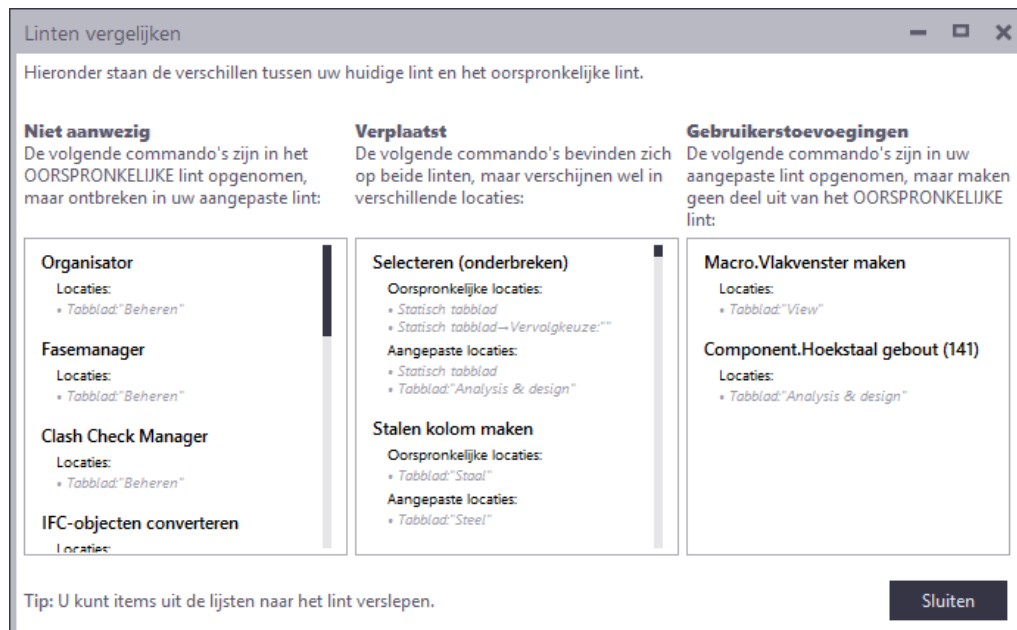 Linten vergelijken
Hieronder staan de verschillen tussen uw huidige lint en het oorspronkelijke lint.
Niet aanwezig
De volgende commando's zijn in het
OORSPRONKELIJKE lint opgenomen,
maar ontbreken in uw aangepaste lint:
Organisator
Locaties:
• Tabblad:"Beheren"
Fasemanager
Locaties:
• Tabblad:"Beheren"
Clash Check Manager
Locaties:
• Tabblad:"Beheren"
IFC-objecten converteren
Locaties:
Verplaatst
De volgende commando's bevinden zich
op beide linten, maar verschijnen wel in
verschillende locaties:
Selecteren (onderbreken)
Oorspronkelijke locaties:
• Statisch tabblad
• Statisch tabblad→Vervolgkeuze:""
Aangepaste locaties:
• Statisch tabblad
• Tabblad:"Analysis & design"
Stalen kolom maken
Oorspronkelijke locaties:
• Tabblad:"Staal"
Aangepaste locaties:
• Tabblad:"Steel"
Gebruikerstoevoegingen
De volgende commando's zijn in uw
aangepaste lint opgenomen, maar maken
geen deel uit van het OORSPRONKELIJKE
lint:
Macro.Vlakvenster maken
Locaties:
• Tabblad:"View"
Component.Hoekstaal gebout (141)
Locaties:
• Tabblad:"Analysis & design"
Tip: U kunt items uit de lijsten naar het lint verslepen.
Sluiten